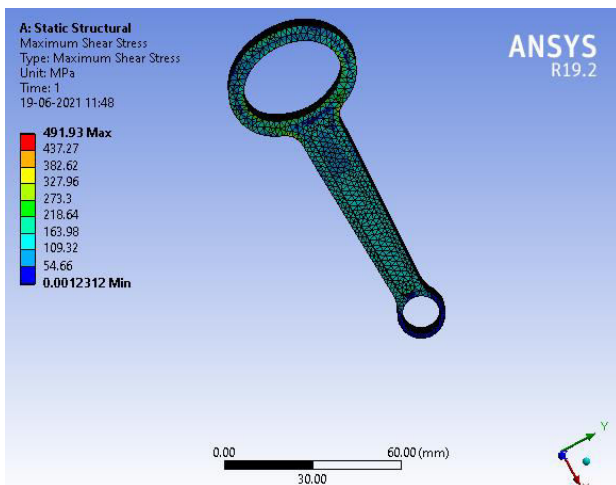 A: Static Structural
Maximum Shear Stress
Type: Maximum Shear Stress
Unit: MPa
Time: 1
19-06-2021 11:48
ANSYS
R19.2
491.93 Max
437.27
382.62
327.96
273.3
218.64
163.98
109.32
54.66
0.0012312 Min
0.00
60.00 (mm)
30.00
Y